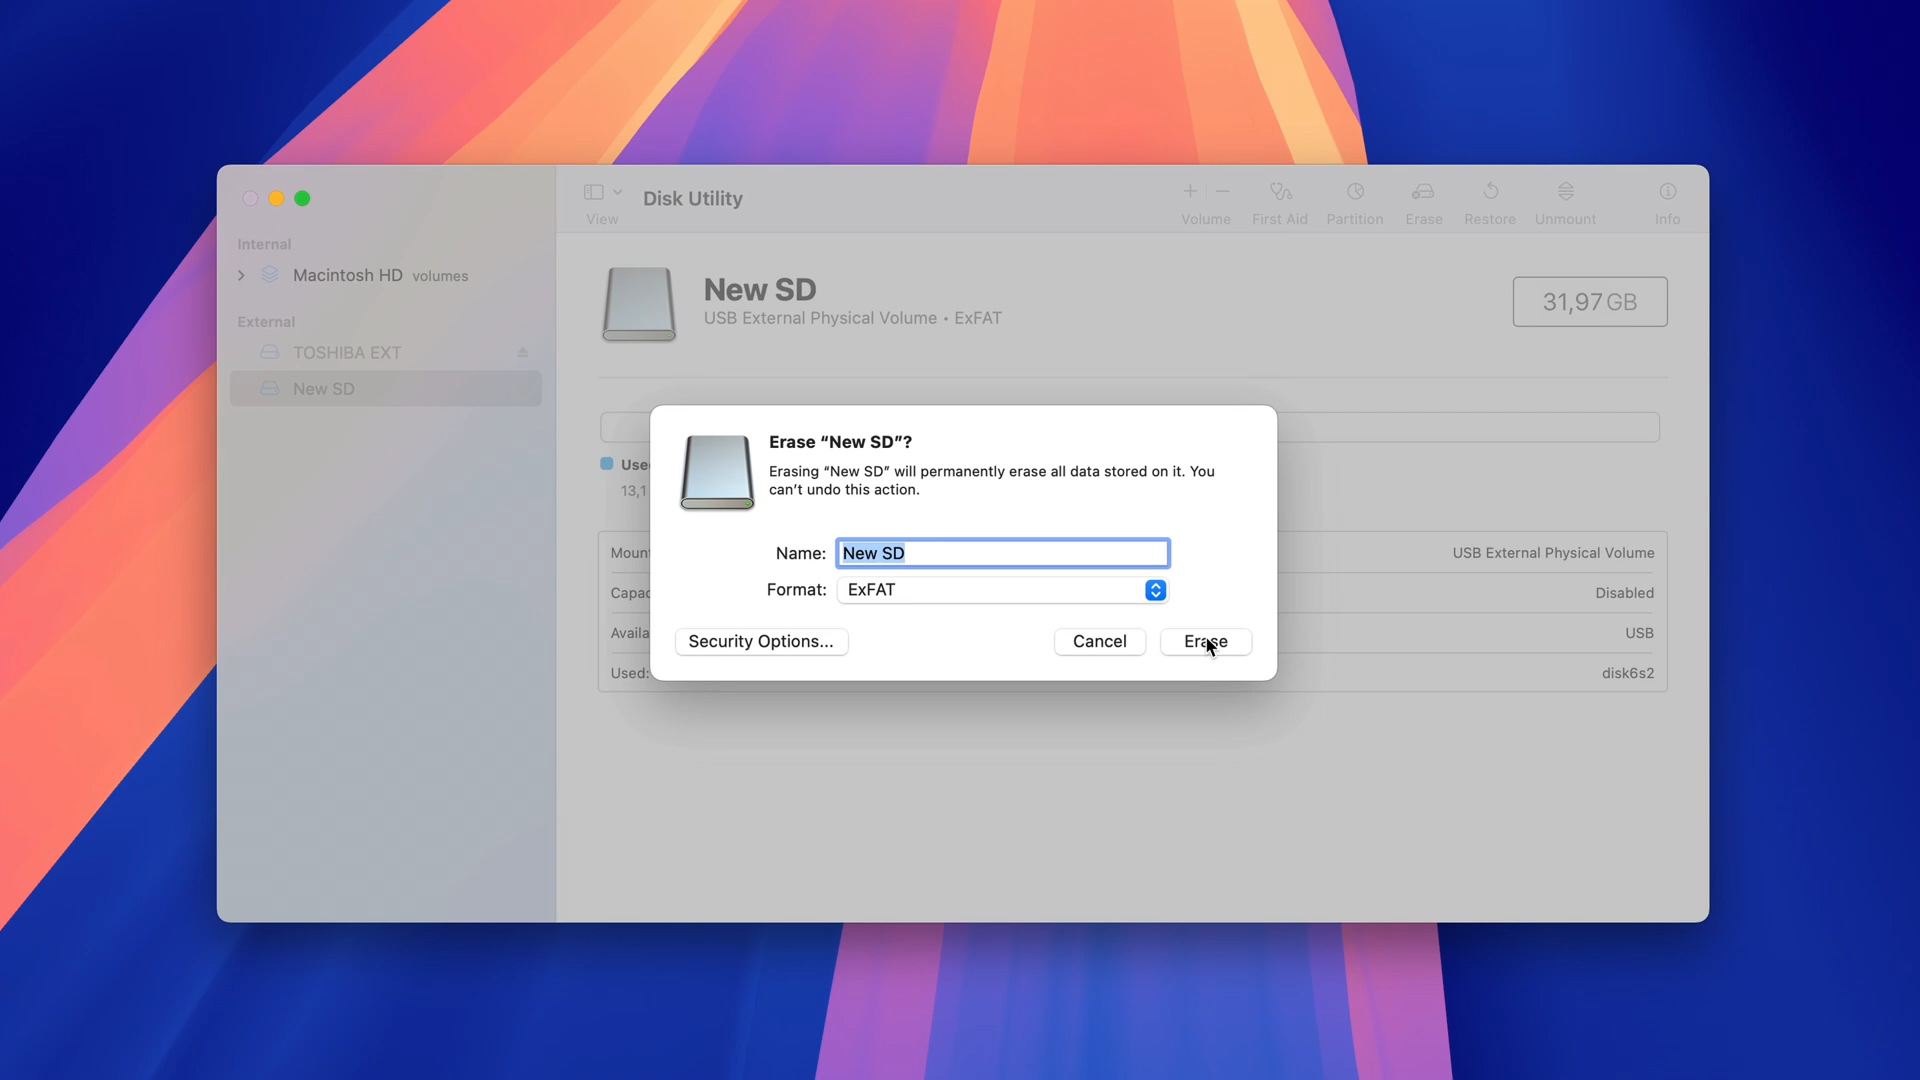 Disk Utility
View
Volume
First Aid
Partition
Erase
Restore
Unmount
Info
Internal
Macintosh HD volumes
External
TOSHIBA EXT
New SD
New SD
USB External Physical Volume • ExFAT
31,97 GB
13,1
Erase “New SD”?
Erasing “New SD” will permanently erase all data stored on it. You
can’t undo this action.
Name: New SD
Format: ExFAT
Security Options...
Cancel
Erase
USB External Physical Volume
Disabled
USB
Used:
disk6s2